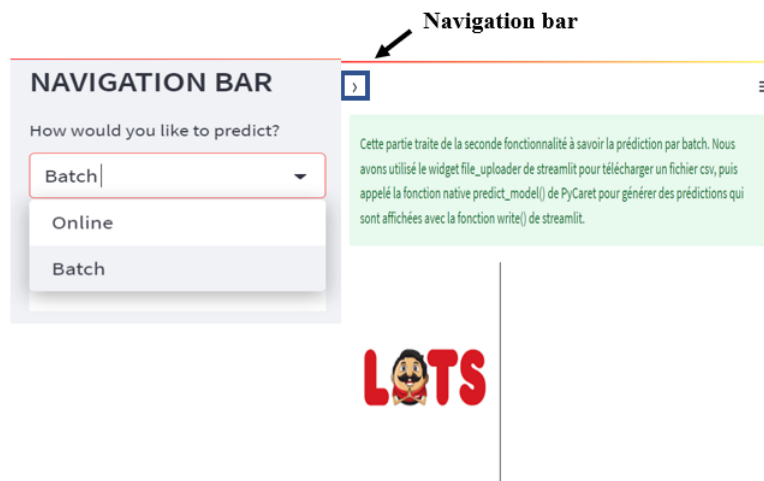 Navigation bar
NAVIGATION BAR
How would you like to predict?
Batch
Online
Batch
Cette partie traite de la seconde fonctionnalité à savoir la prédiction par batch. Nous
avons utilisé le widget file_uploader de streamlit pour télécharger un fichier csv, puis
appelé la fonction native predict_model() de PyCaret pour générer des prédictions qui
sont affichées avec la fonction write() de streamlit.
LOTS